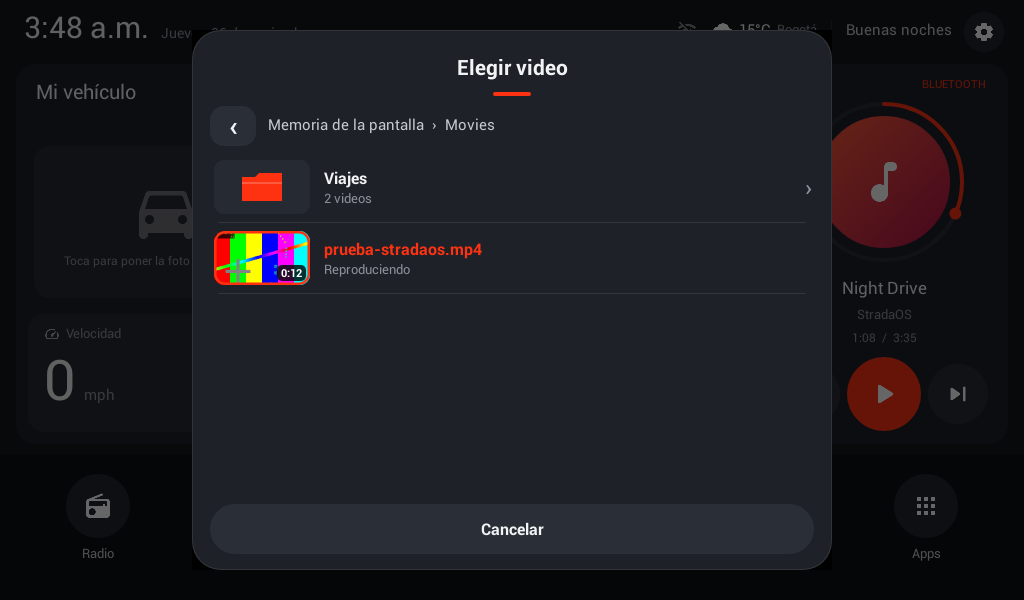 3:48 a.m.
15°C Bogotá
Buenas noches
Elegir video
Mi vehículo
BLUETOOTH
‹ Memoria de la pantalla › Movies
Viajes
2 videos
›
prueba-stradaos.mp4
0:12
Reproduciendo
Toca para poner la foto
Night Drive
StradaOS
1:08 / 3:35
Velocidad
0 mph
Cancelar
Radio
Apps